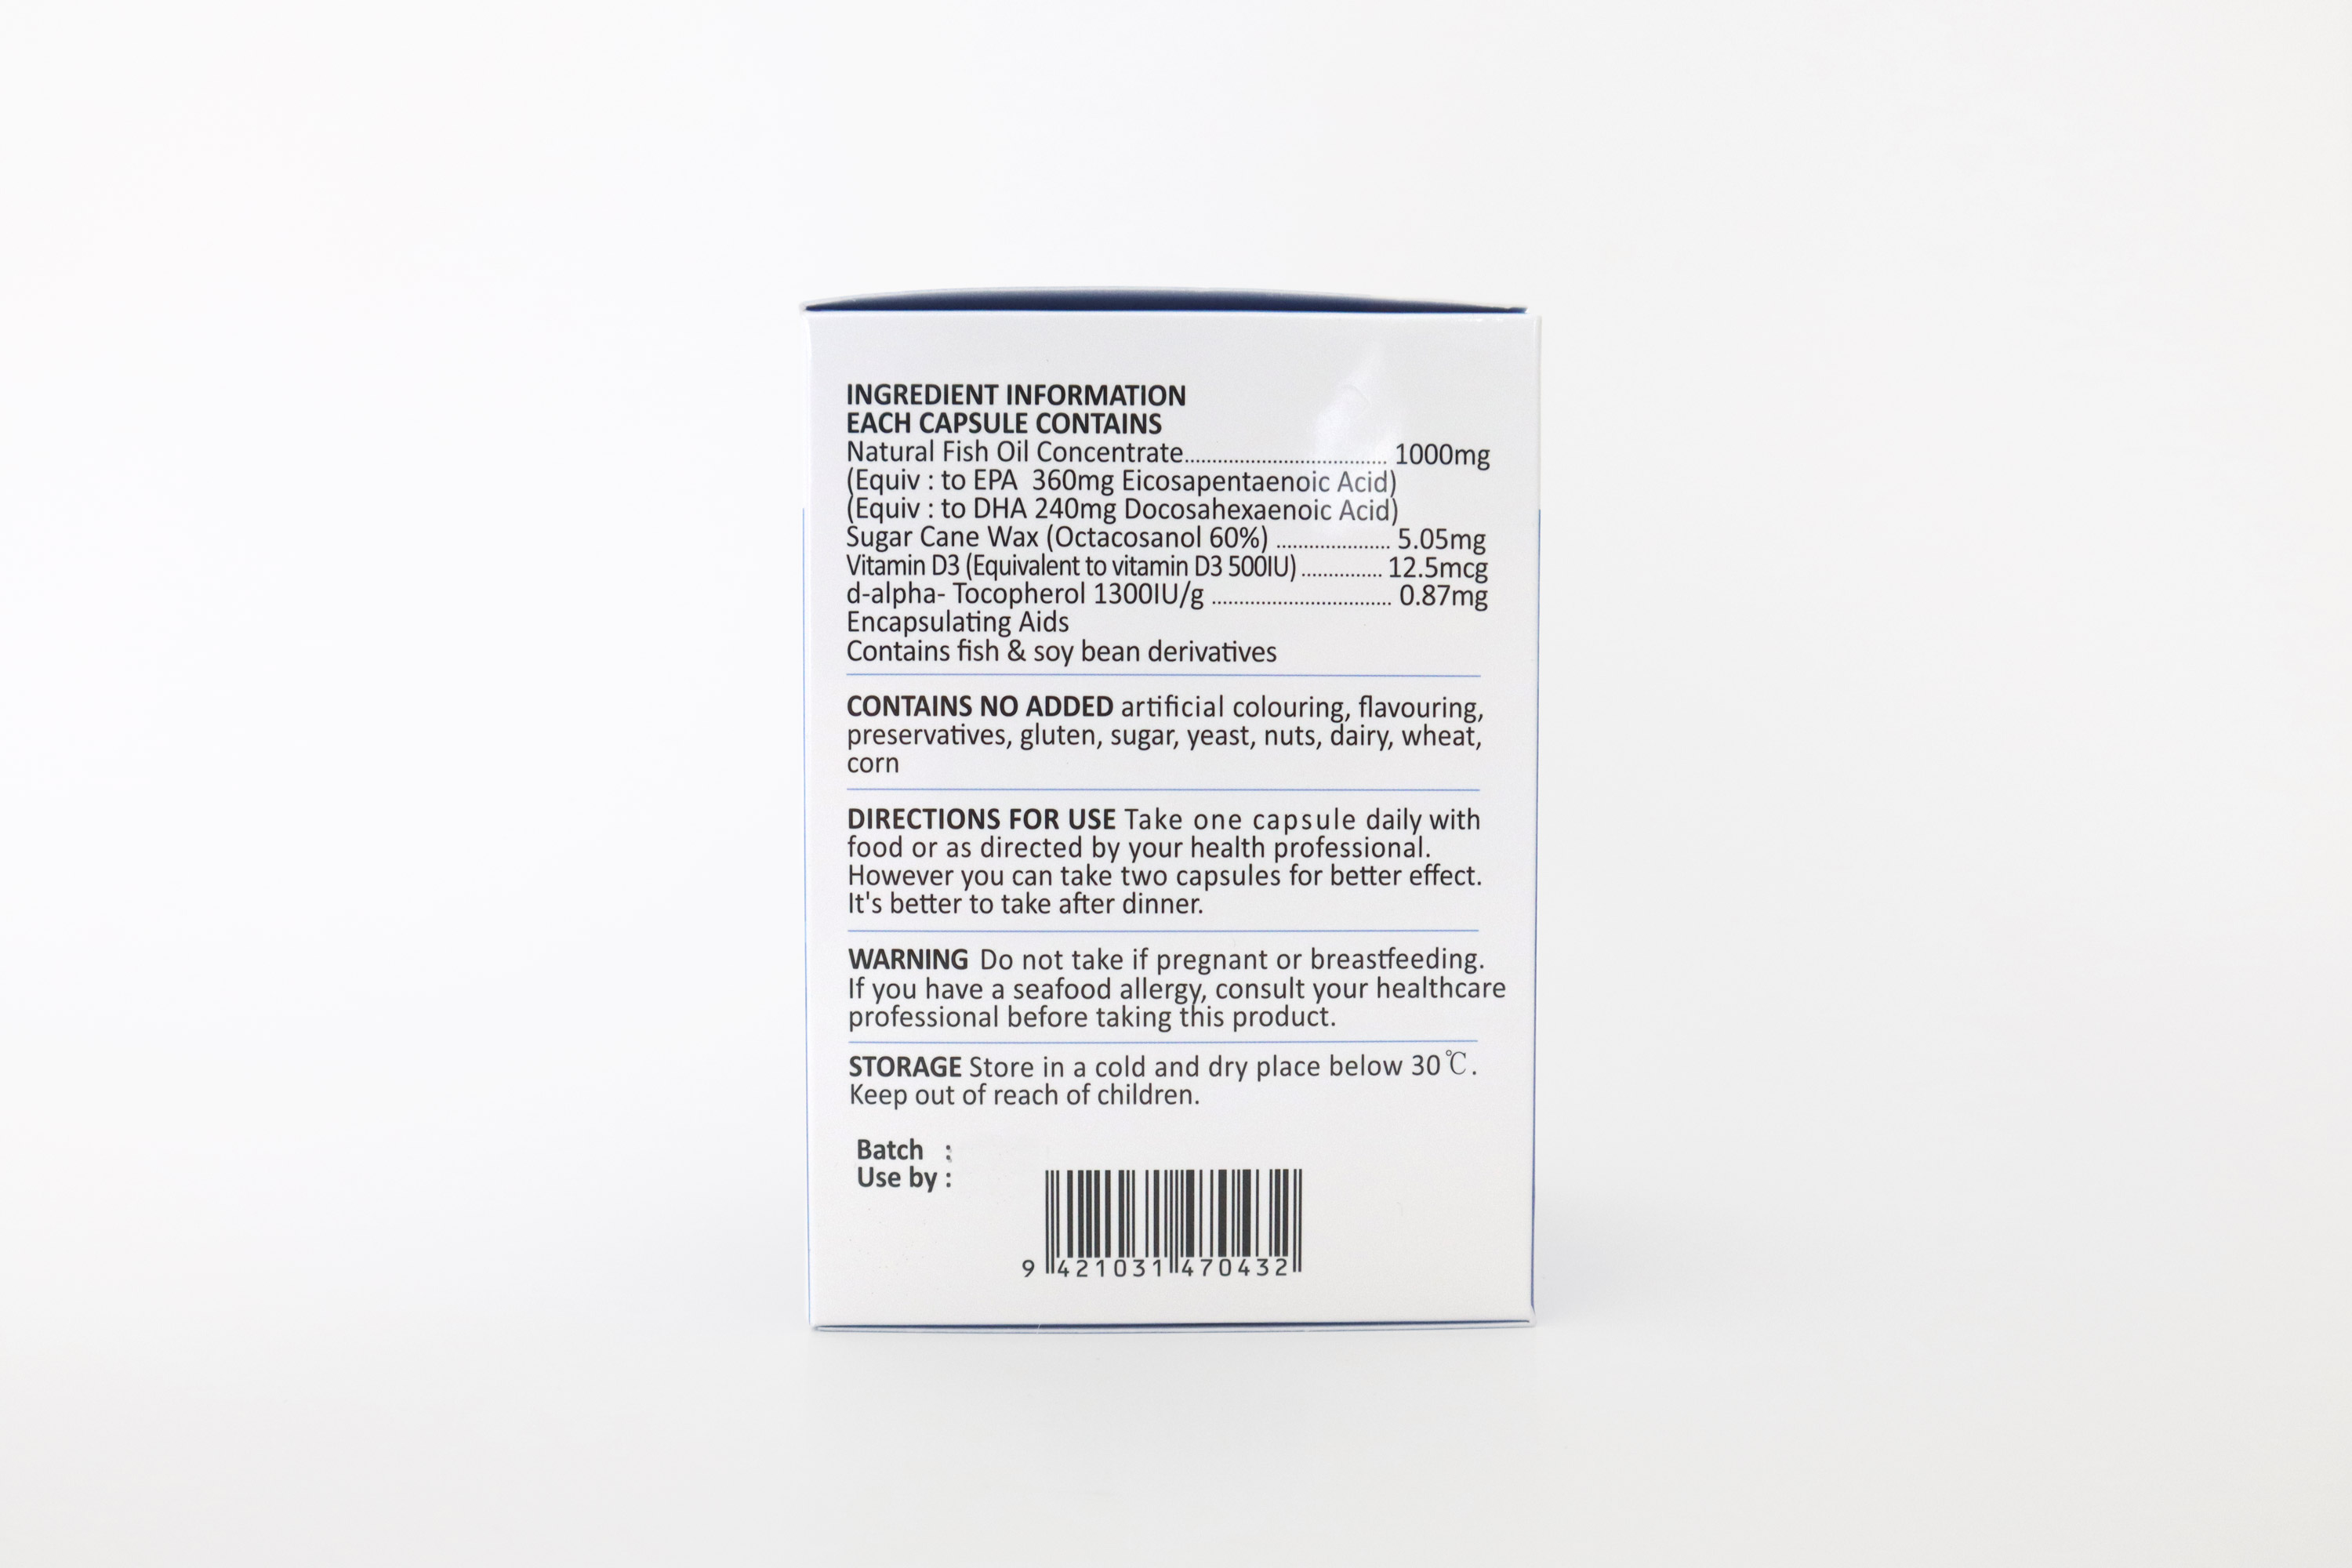 INGREDIENT INFORMATION
EACH CAPSULE CONTAINS
Natural Fish Oil Concentrate.................................. 1000mg
(Equiv : to EPA  360mg Eicosapentaenoic Acid)
(Equiv : to DHA 240mg Docosahexaenoic Acid)
Sugar Cane Wax (Octacosanol 60%) ................... 5.05mg
Vitamin D3 (Equivalent to vitamin D3 500IU) .............. 12.5mcg
d-alpha- Tocopherol 1300IU/g .............................. 0.87mg
Encapsulating Aids
Contains fish & soy bean derivatives
CONTAINS NO ADDED artificial colouring, flavouring,
preservatives, gluten, sugar, yeast, nuts, dairy, wheat,
corn
DIRECTIONS FOR USE Take one capsule daily with
food or as directed by your health professional.
However you can take two capsules for better effect.
It's better to take after dinner.
WARNING Do not take if pregnant or breastfeeding.
If you have a seafood allergy, consult your healthcare
professional before taking this product.
STORAGE Store in a cold and dry place below 30℃.
Keep out of reach of children.
Batch :
Use by :
9 421031 470432